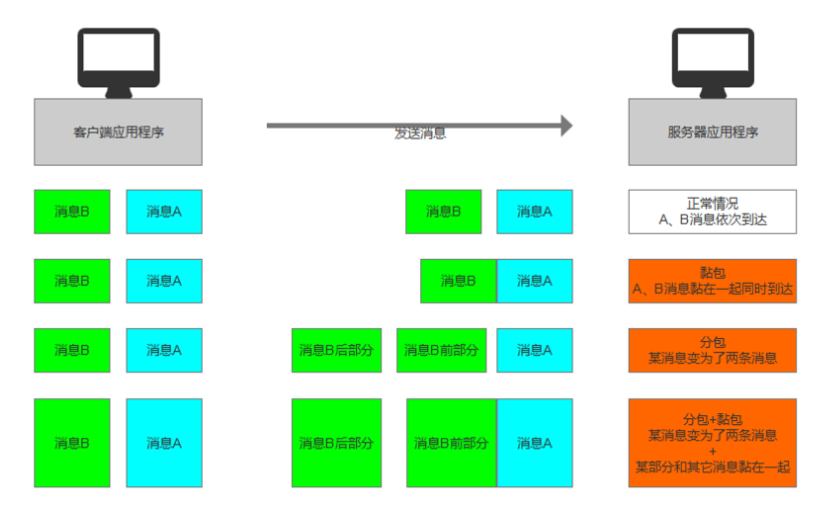 客户端应用程序
发送消息
服务器应用程序
消息B
消息A
消息B
消息A
正常情况
A、B消息依次到达
消息B
消息A
消息B
消息A
黏包
A、B消息黏在一起同时到达
消息B
消息A
消息B后部分
消息B前部分
消息A
分包
某消息变为了两条消息
消息B
消息A
消息B后部分
消息B前部分
消息A
分包+黏包
某消息变为了两条消息
+
某部分和其它消息黏在一起